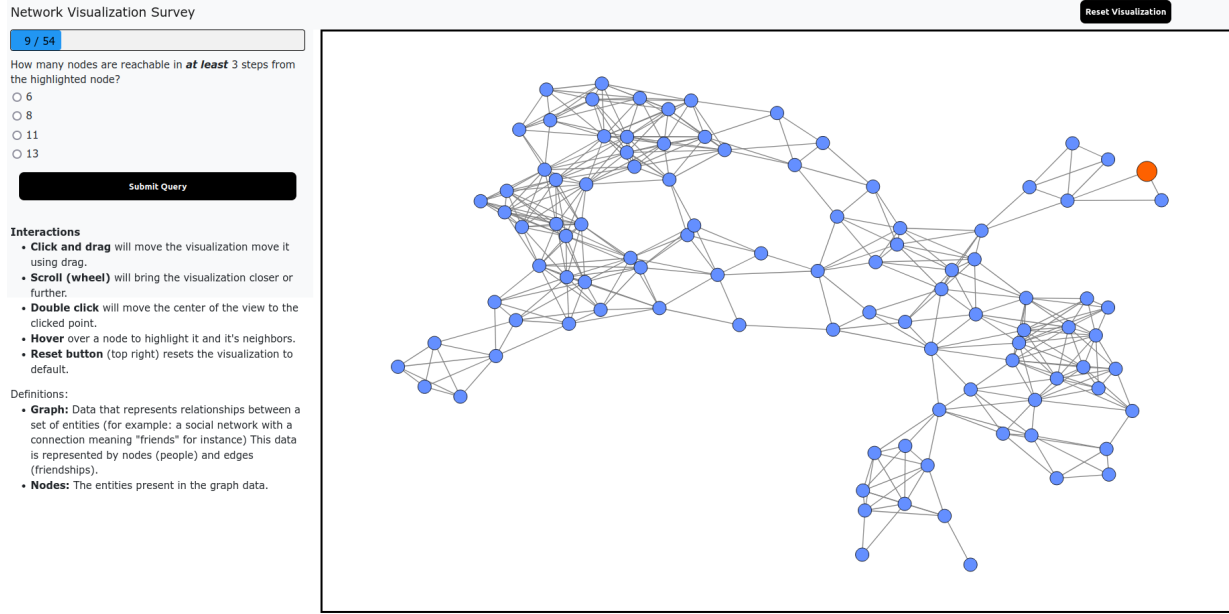 Network Visualization Survey
Reset Visualization
9 / 54
How many nodes are reachable in at least 3 steps from
the highlighted node?
6
8
11
13
Submit Query
Interactions
• Click and drag will move the visualization move it
using drag.
• Scroll (wheel) will bring the visualization closer or
further.
• Double click will move the center of the view to the
clicked point.
• Hover over a node to highlight it and it's neighbors.
• Reset button (top right) resets the visualization to
default.
Definitions:
• Graph: Data that represents relationships between a
set of entities (for example: a social network with a
connection meaning "friends" for instance) This data
is represented by nodes (people) and edges
(friendships).
• Nodes: The entities present in the graph data.